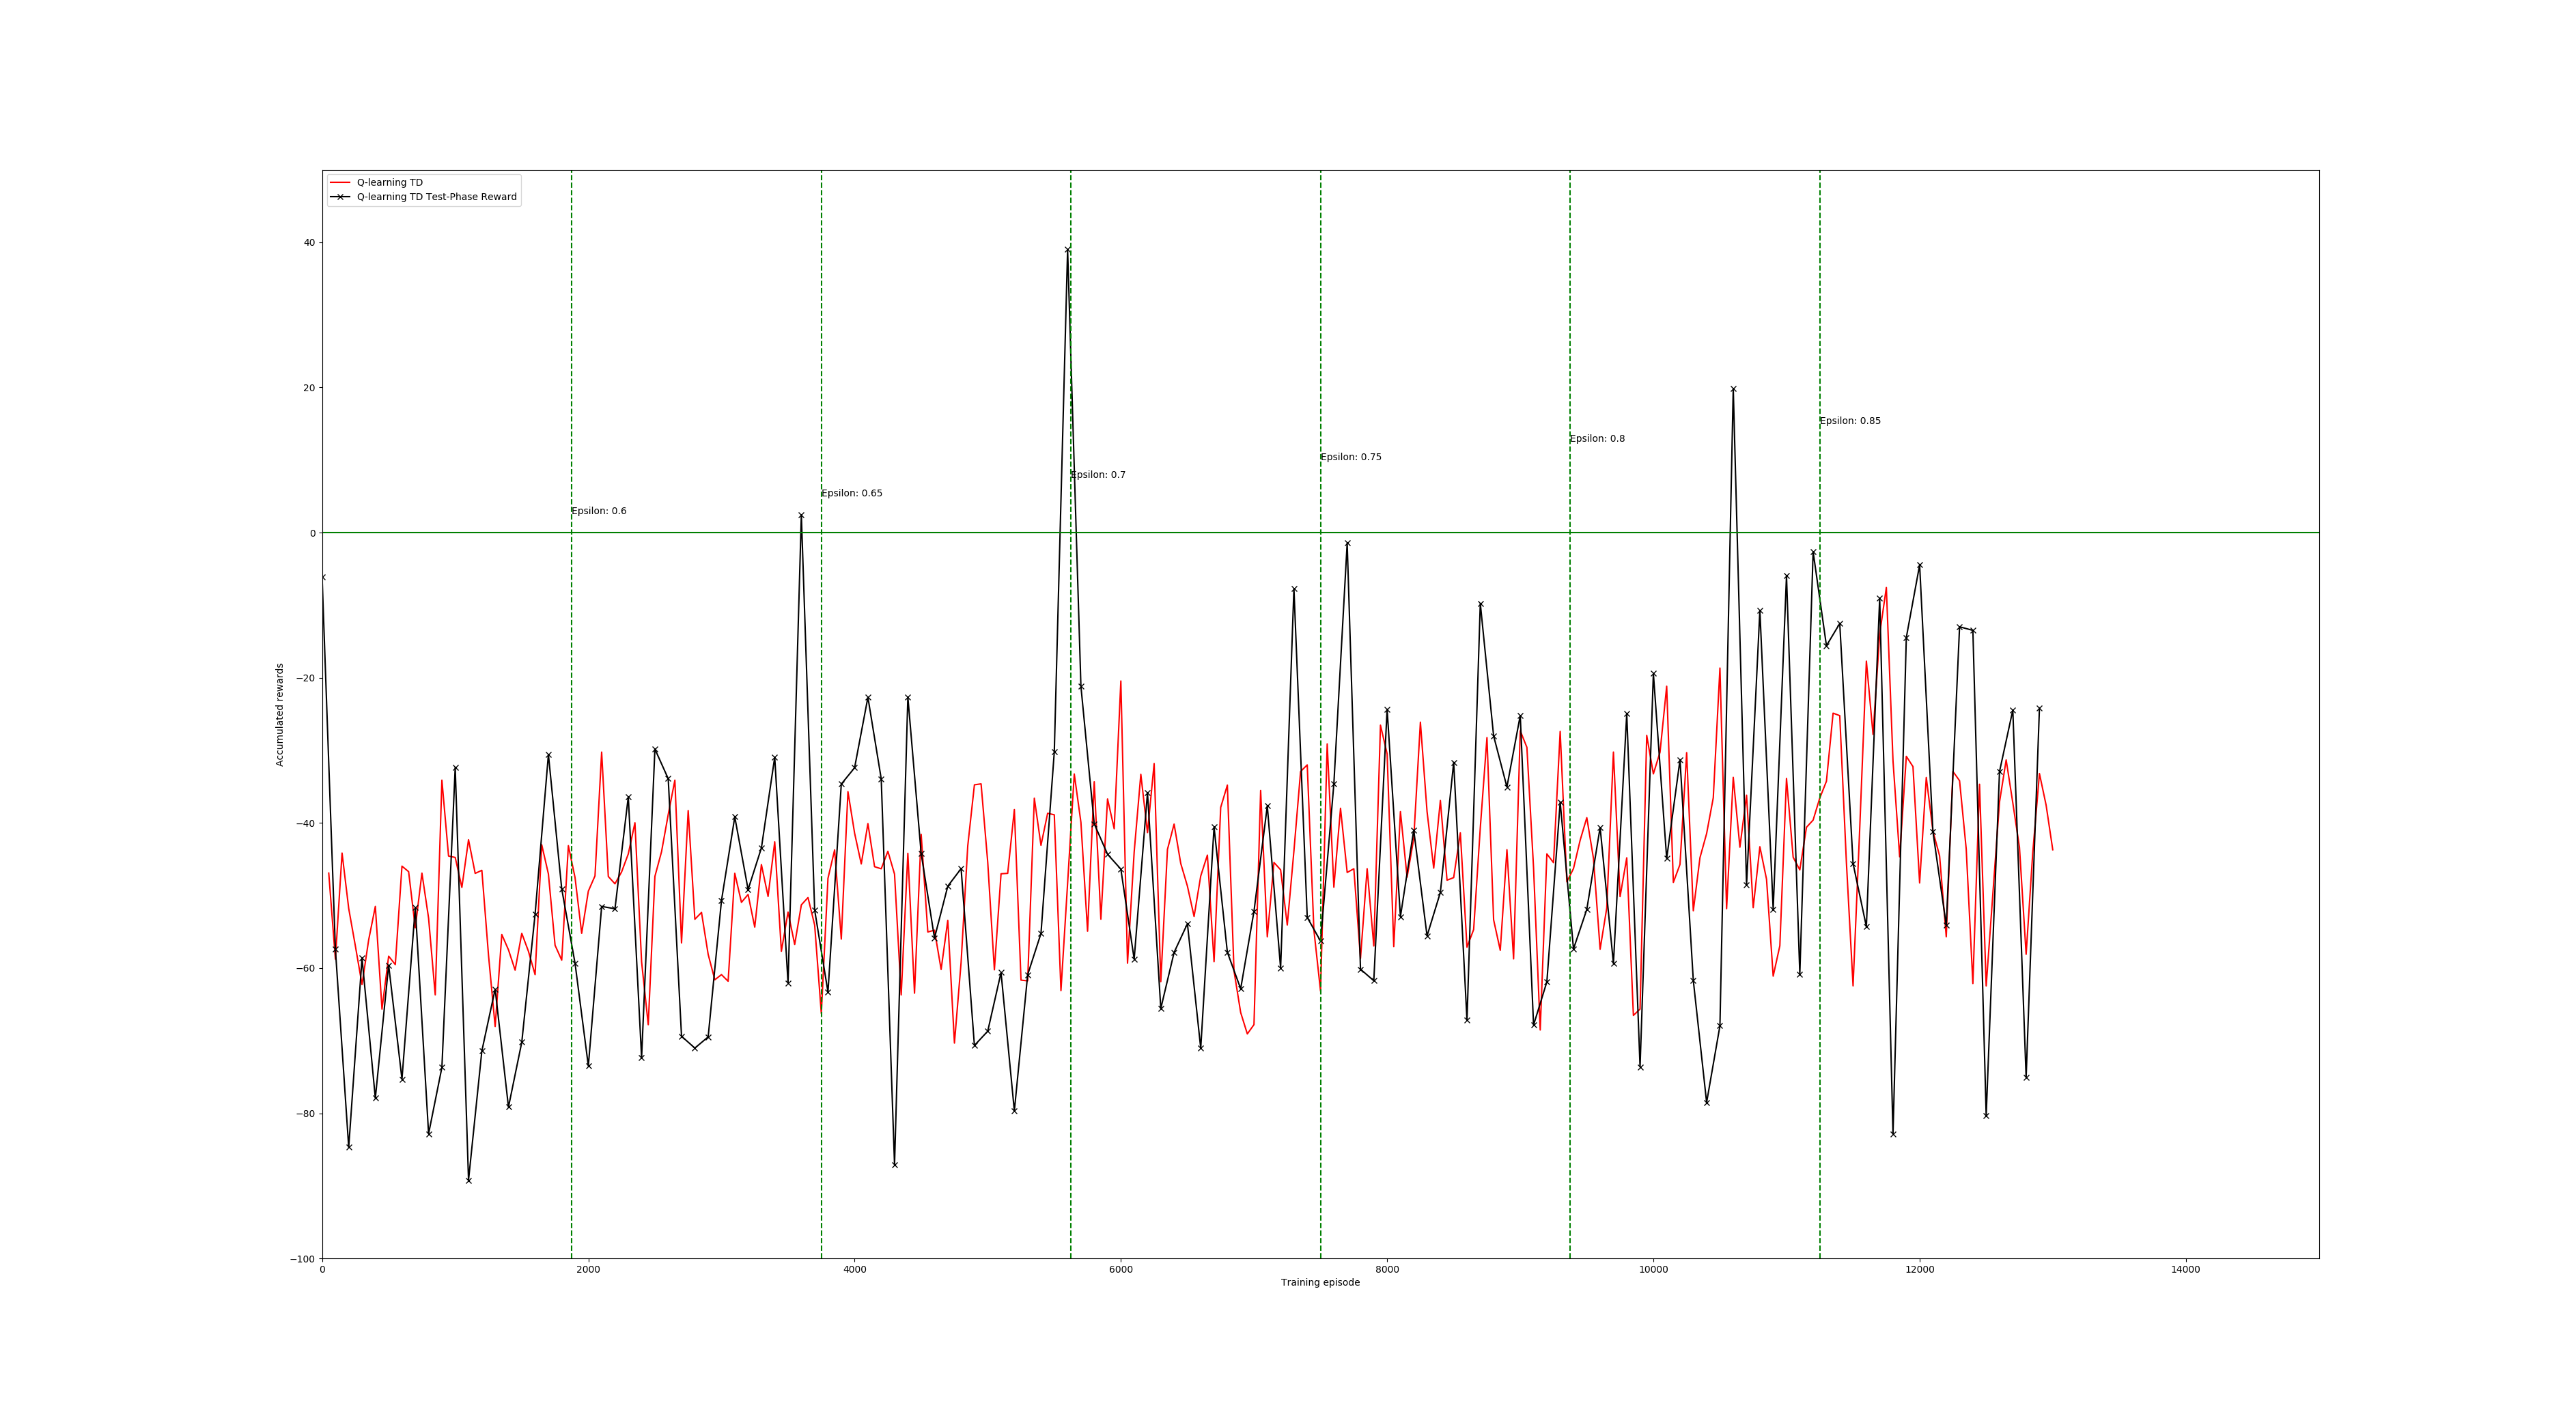 Q-learning TD
Q-learning TD Test-Phase Reward
40
20
Epsilon: 0.85
Epsilon: 0.8
Epsilon: 0.75
Epsilon: 0.7
Epsilon: 0.65
Epsilon: 0.6
0
−20
Accumulated rewards
−40
−60
−80
−100
0 2000 4000 6000 8000 10000 12000 14000
Training episode